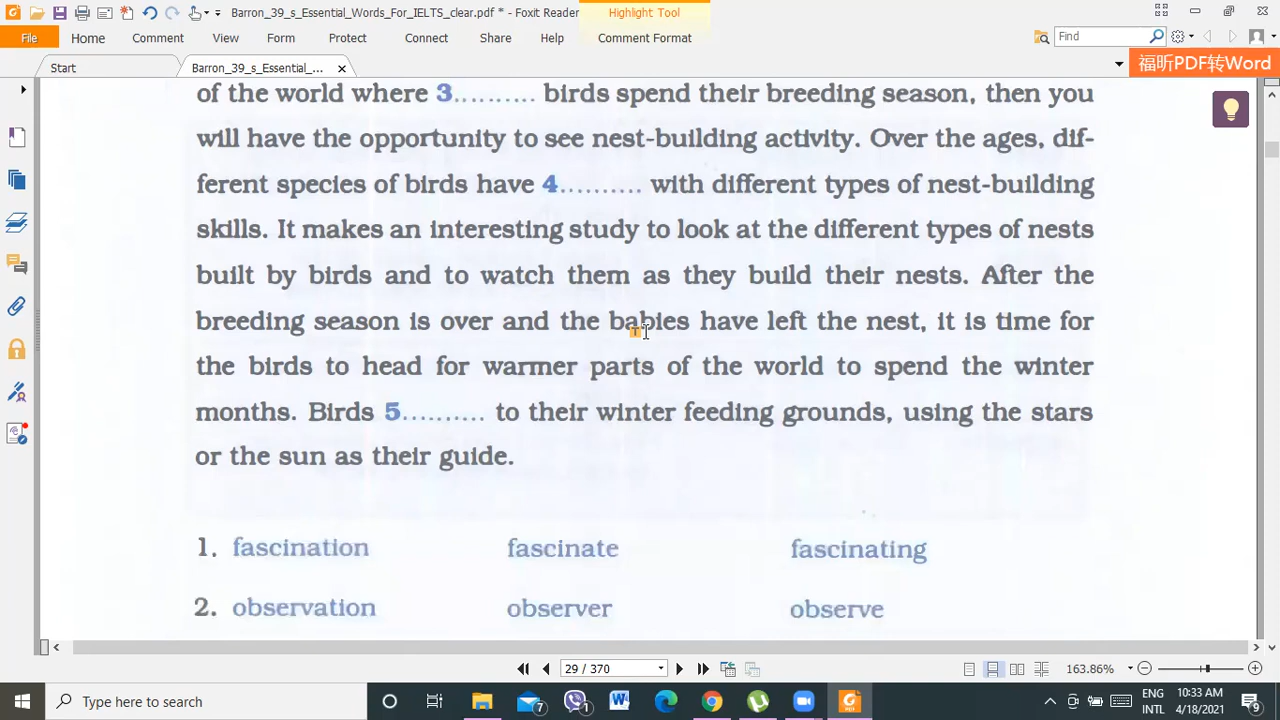 Barron_39_s_Essential_Words_For_IELTS_clear.pdf * - Foxit Reader
Highlight Tool
File
Home
Comment
View
Form
Protect
Connect
Share
Help
Comment Format
Find
Start
Barron_39_s_Essential_...
福昕PDF转Word
of the world where 3.......... birds spend their breeding season, then you
will have the opportunity to see nest-building activity. Over the ages, dif-
ferent species of birds have 4.......... with different types of nest-building
skills. It makes an interesting study to look at the different types of nests
built by birds and to watch them as they build their nests. After the
breeding season is over and the babies have left the nest, it is time for
the birds to head for warmer parts of the world to spend the winter
months. Birds 5.......... to their winter feeding grounds, using the stars
or the sun as their guide.
1. fascination fascinate fascinating
2. observation observer observe
29 / 370
163.86%
Type here to search
7
1
ENG
INTL
10:33 AM
4/18/2021
9